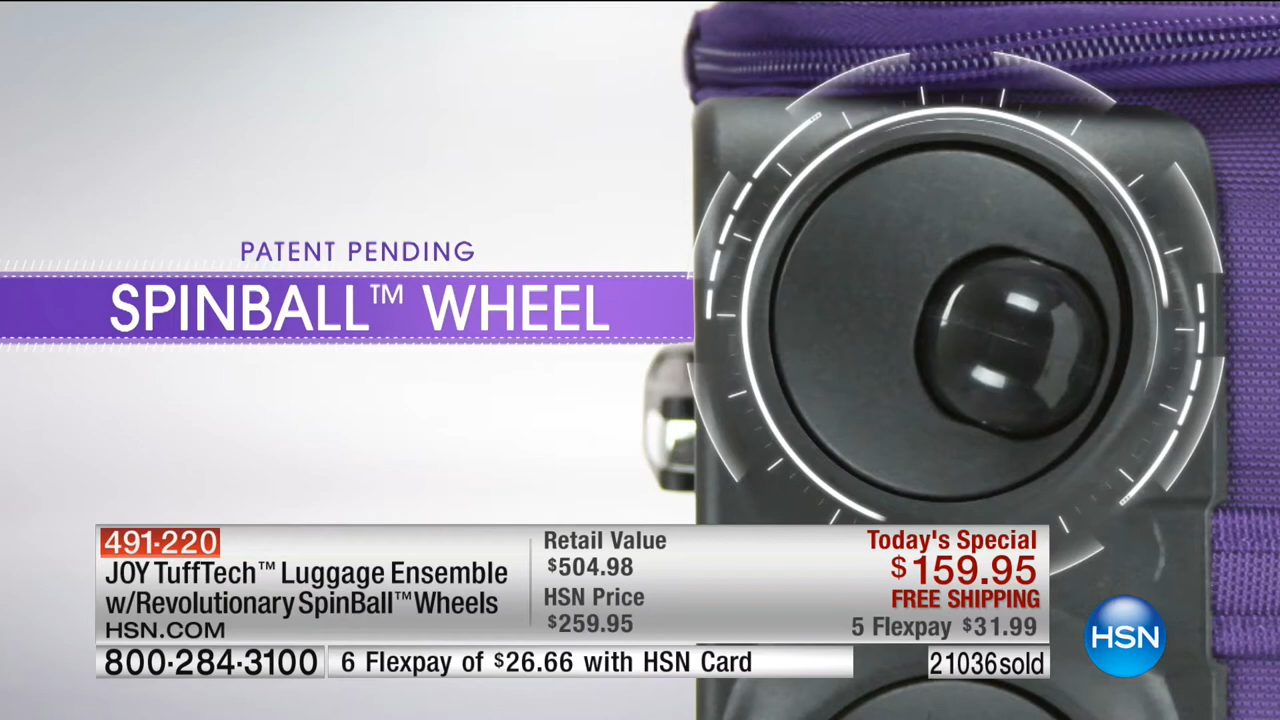 PATENT PENDING
SPINBALL™ WHEEL
491-220
JOY TuffTech™ Luggage Ensemble
w/Revolutionary SpinBall™ Wheels
HSN.COM
Retail Value
$504.98
HSN Price
$259.95
Today's Special
$159.95
FREE SHIPPING
5 Flexpay $31.99
800-284-3100
6 Flexpay of $26.66 with HSN Card
21036 sold
HSN